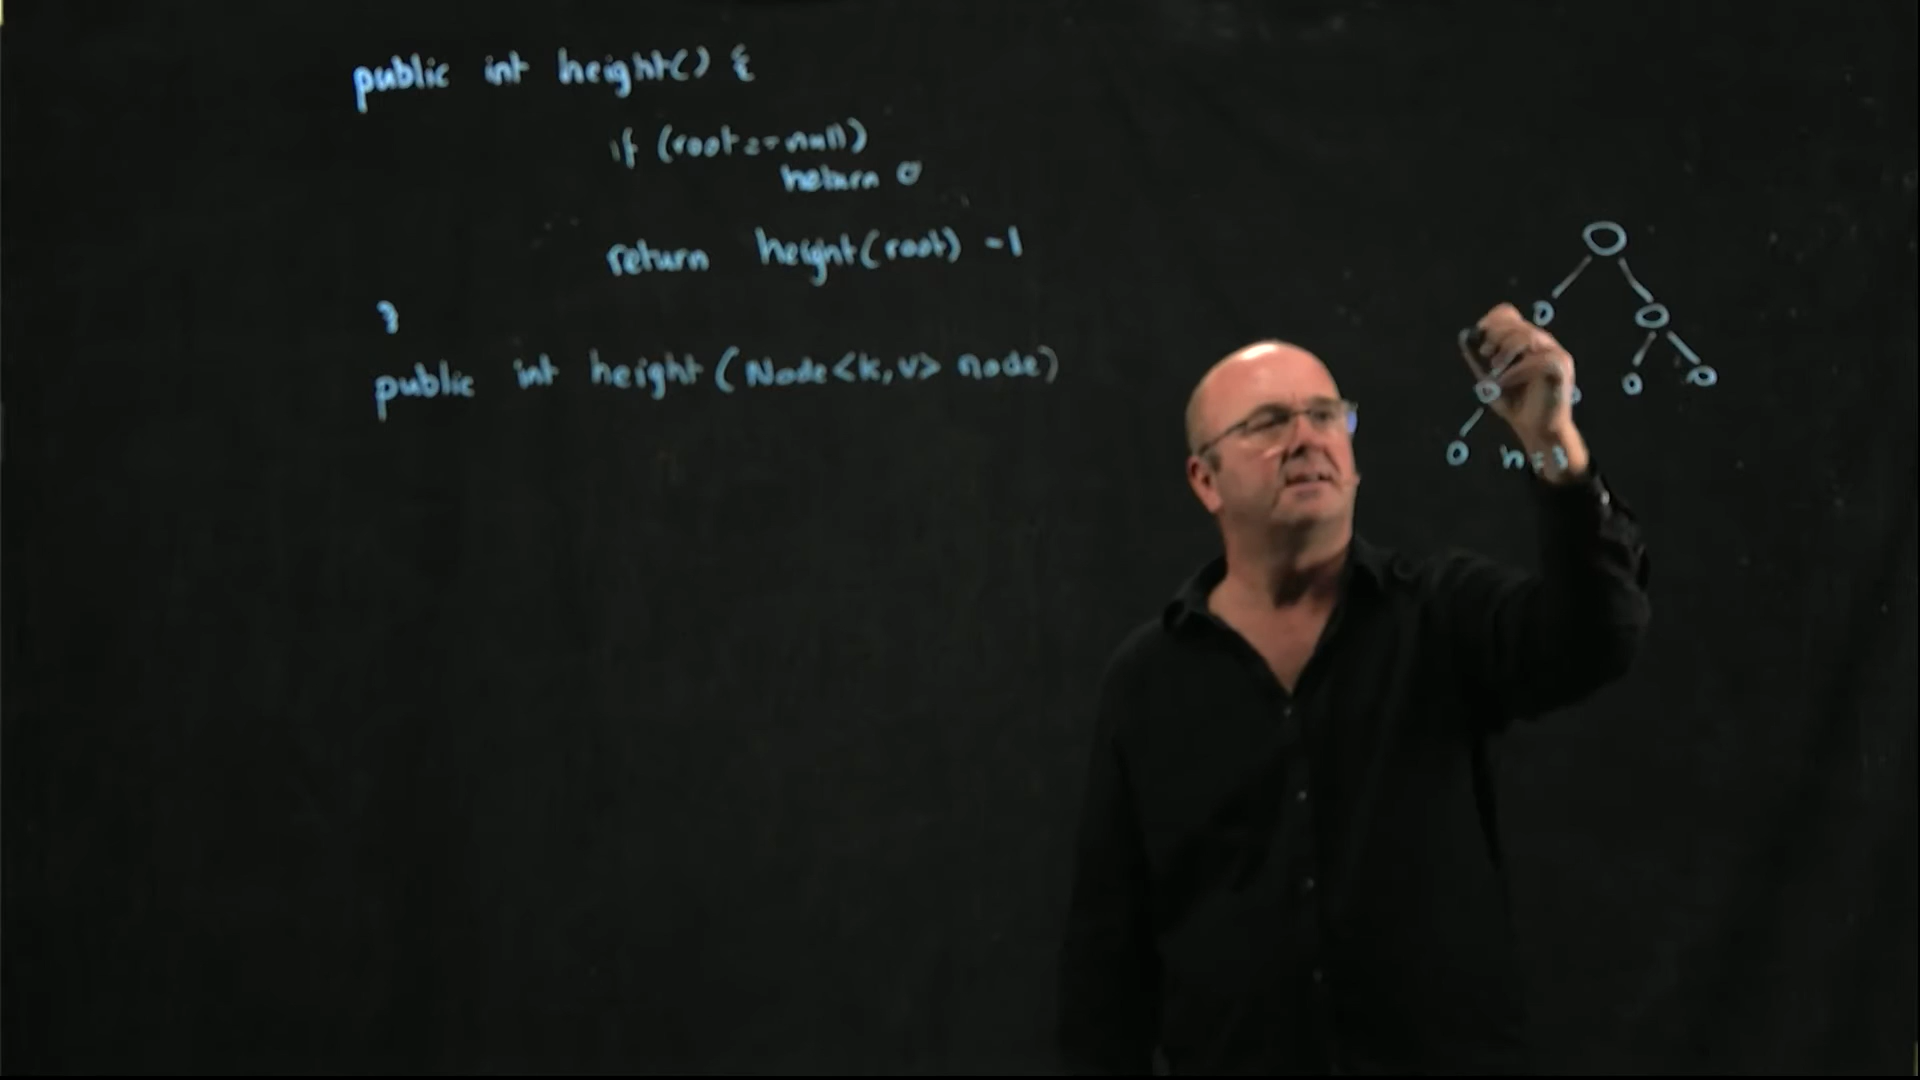 public int height() {
if (root == null)
return 0
return height(root) -1
}
public int height (Node<k,v> node)
h = 3